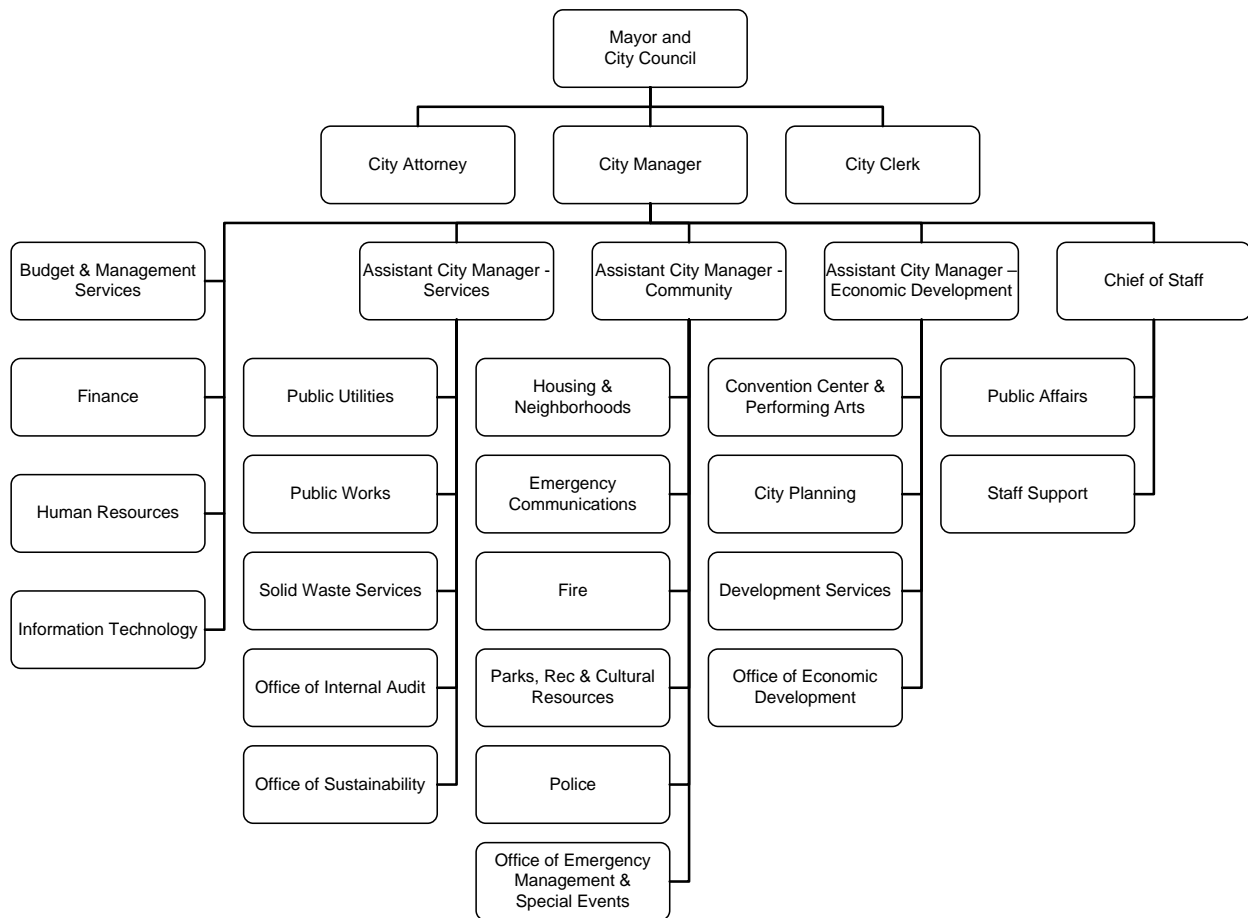 Mayor and
City Council
City Attorney
City Manager
City Clerk
Budget & Management
Services
Assistant City Manager -
Services
Assistant City Manager -
Community
Assistant City Manager –
Economic Development
Chief of Staff
Finance
Public Utilities
Housing &
Neighborhoods
Convention Center &
Performing Arts
Public Affairs
Human Resources
Public Works
Emergency
Communications
City Planning
Staff Support
Information Technology
Solid Waste Services
Fire
Development Services
Office of Internal Audit
Parks, Rec & Cultural
Resources
Office of Economic
Development
Office of Sustainability
Police
Office of Emergency
Management &
Special Events